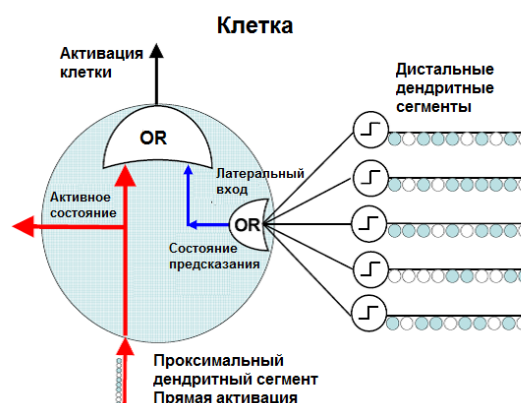 Клетка
Активация
клетки
Дистальные
дендритные
сегменты
OR
Латеральный
вход
Активное
состояние
OR
Состояние
предсказания
Проксимальный
дендритный сегмент
Прямая активация